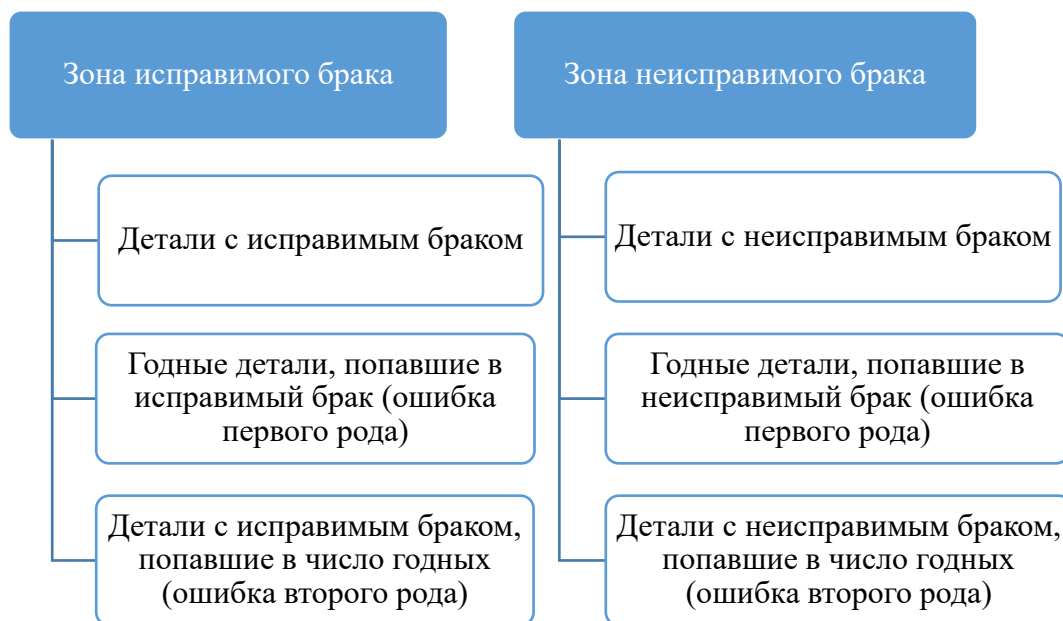 Зона исправимого брака
Детали с исправимым браком
Годные детали, попавшие в
исправимый брак (ошибка
первого рода)
Детали с исправимым браком,
попавшие в число годных
(ошибка второго рода)
Зона неисправимого брака
Детали с неисправимым браком
Годные детали, попавшие в
неисправимый брак (ошибка
первого рода)
Детали с неисправимым браком,
попавшие в число годных
(ошибка второго рода)